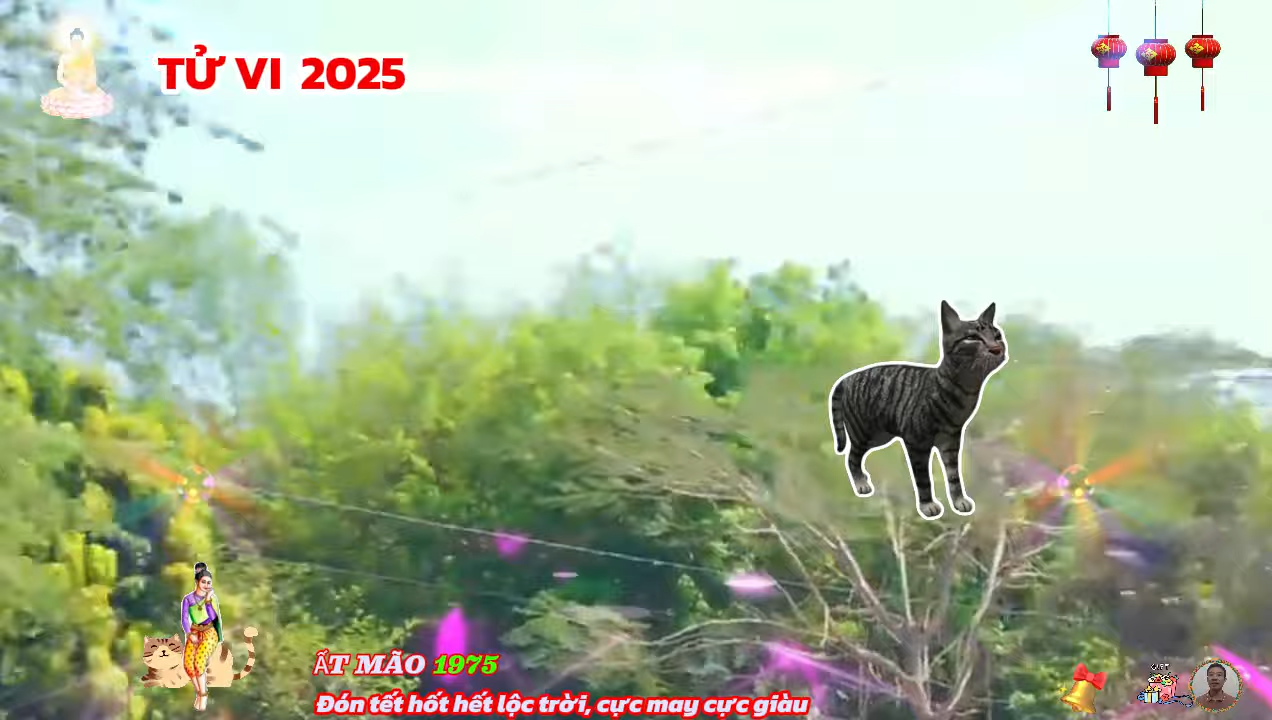 TỬ VI 2025
ẤT MÃO 1975
Đón tết hốt hết lộc trời, cực may cực giàu